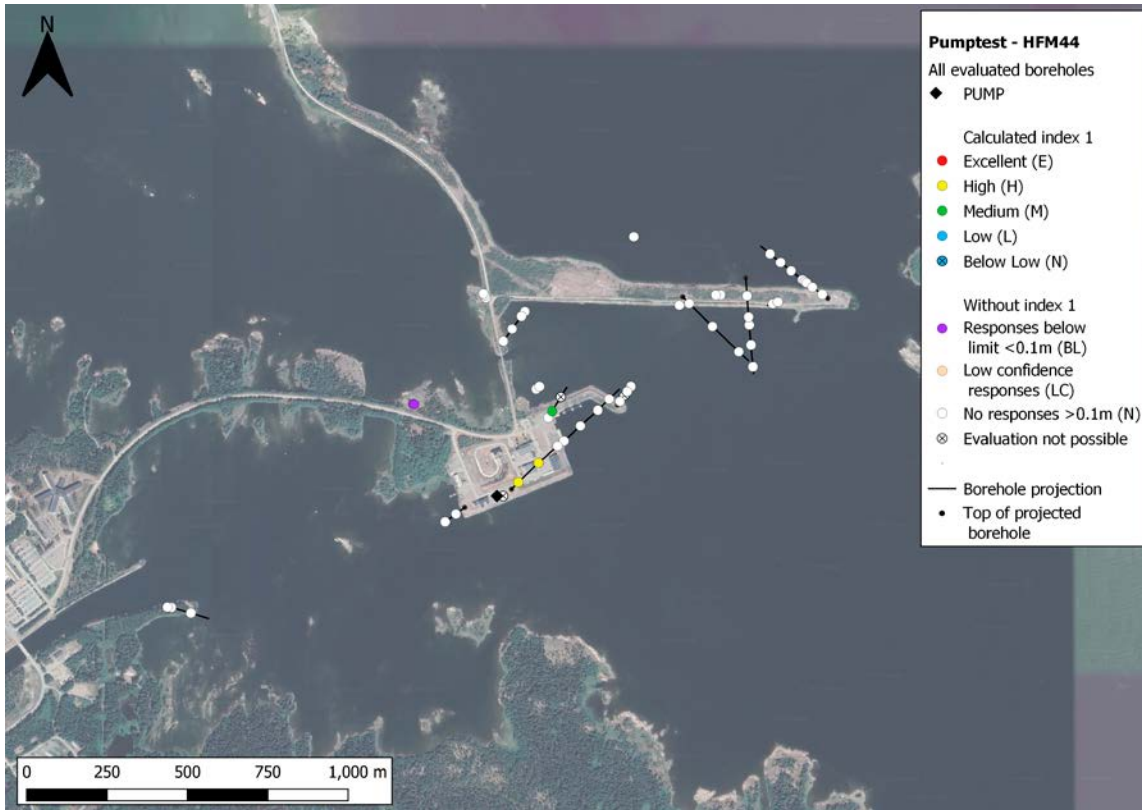 N
Pumptest - HFM44
All evaluated boreholes
PUMP
Calculated index 1
Excellent (E)
High (H)
Medium (M)
Low (L)
Below Low (N)
Without index 1
Responses below
limit <0.1m (BL)
Low confidence
responses (LC)
No responses >0.1m (N)
Evaluation not possible
Borehole projection
Top of projected
borehole
0 250 500 750 1,000 m